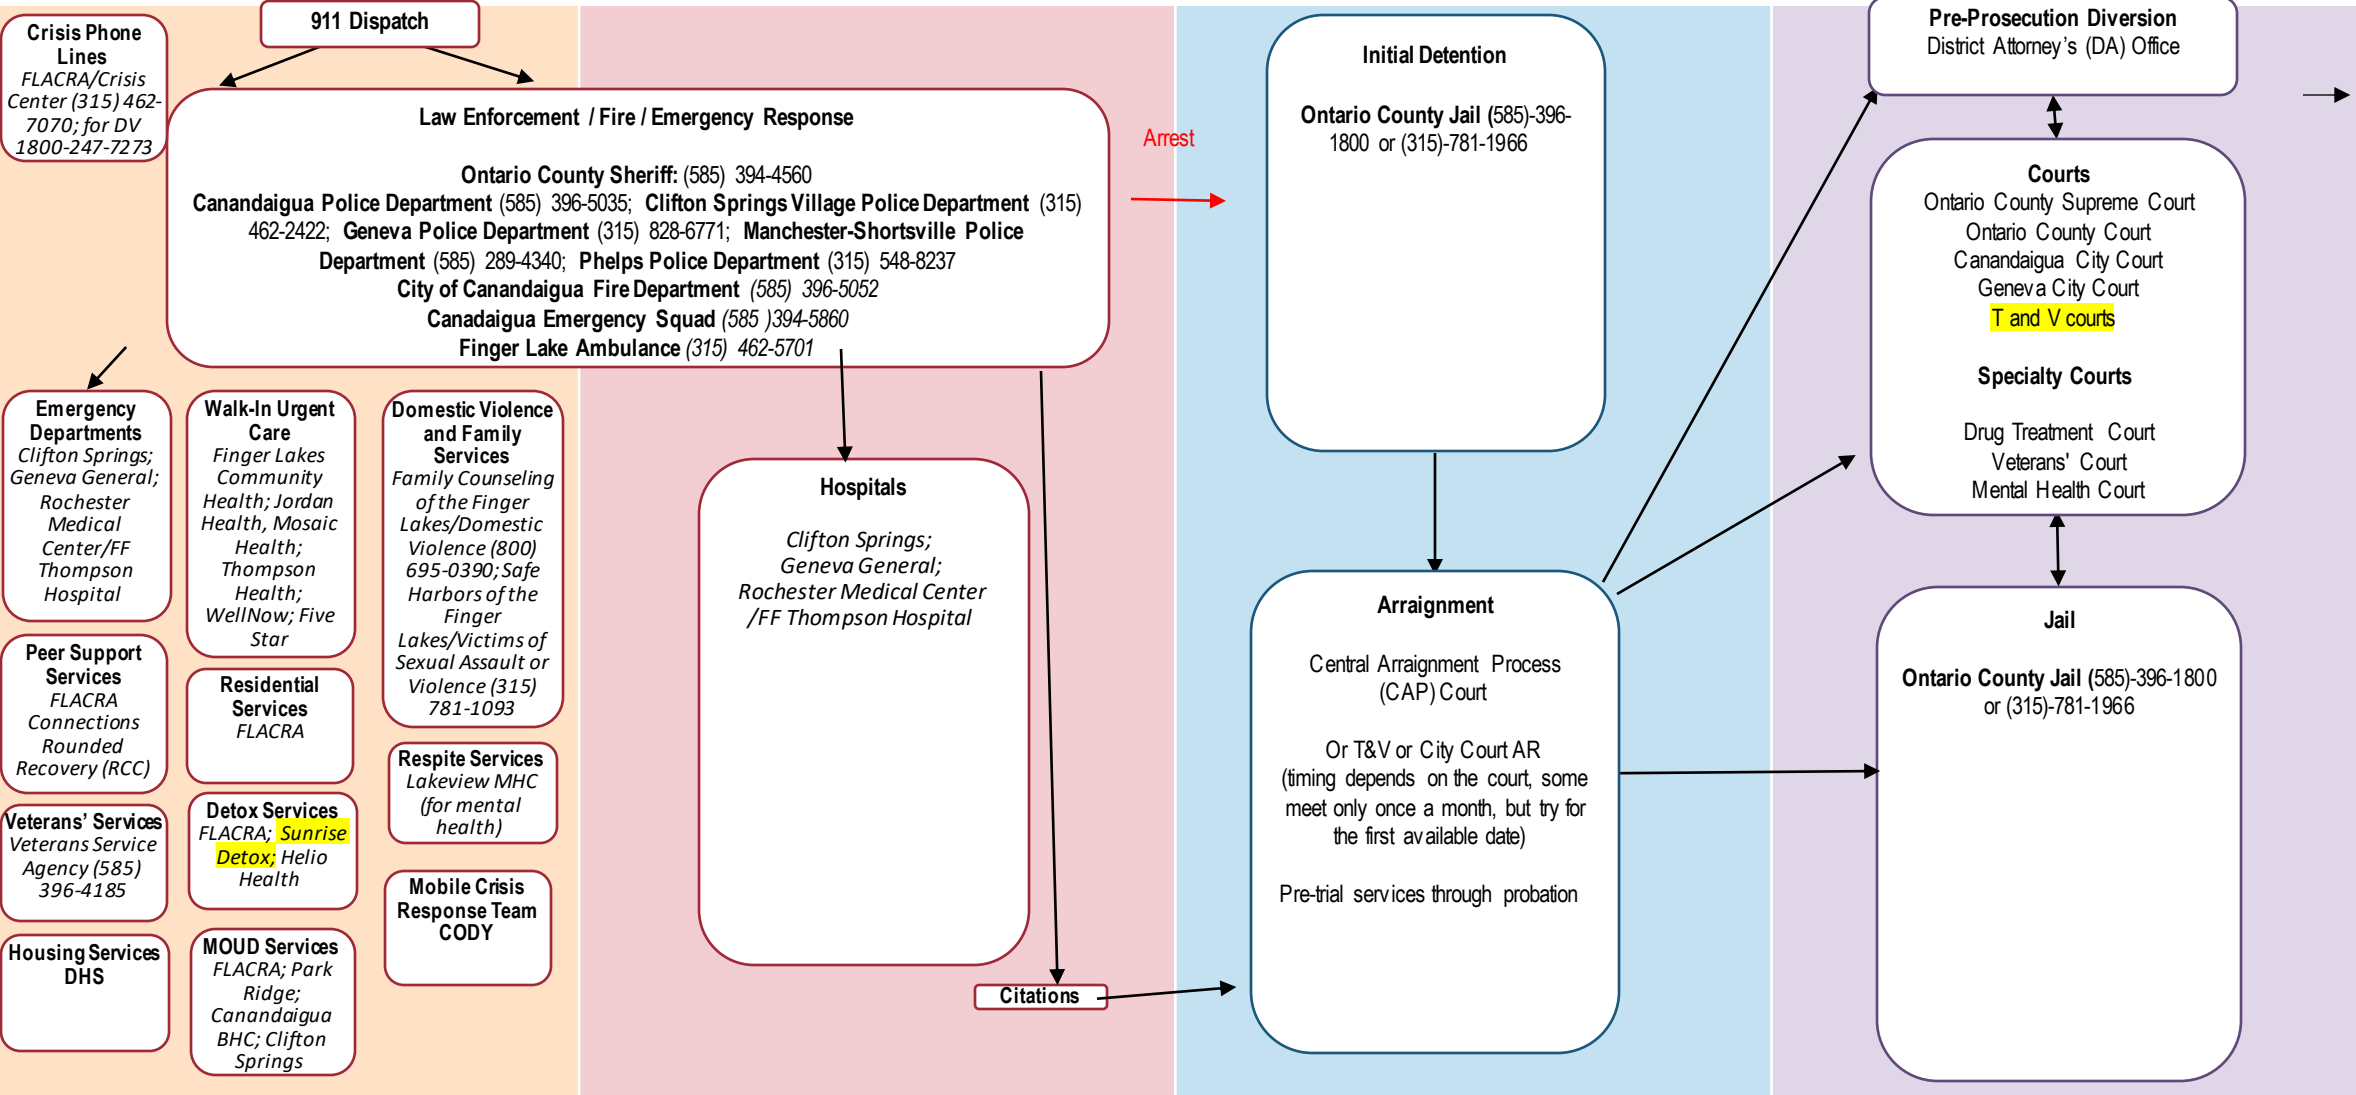 Crisis Phone
Lines
FLACRA/Crisis
Center (315) 462-
7070; for DV
1800-247-7273
911 Dispatch
Law Enforcement / Fire / Emergency Response
Ontario County Sheriff: (585) 394-4560
Canandaigua Police Department (585) 396-5035; Clifton Springs Village Police Department (315)
462-2422; Geneva Police Department (315) 828-6771; Manchester-Shortsville Police
Department (585) 289-4340; Phelps Police Department (315) 548-8237
City of Canandaigua Fire Department (585) 396-5052
Canadaigua Emergency Squad (585 )394-5860
Finger Lake Ambulance (315) 462-5701
Emergency
Departments
Clifton Springs;
Geneva General;
Rochester
Medical
Center/FF
Thompson
Hospital
Walk-In Urgent
Care
Finger Lakes
Community
Health; Jordan
Health, Mosaic
Health;
Thompson
Health;
WellNow; Five
Star
Domestic Violence
and Family
Services
Family Counseling
of the Finger
Lakes/Domestic
Violence (800)
695-0390; Safe
Harbors of the
Finger
Lakes/Victims of
Sexual Assault or
Violence (315)
781-1093
Peer Support
Services
FLACRA
Connections
Rounded
Recovery (RCC)
Residential
Services
FLACRA
Respite Services
Lakeview MHC
(for mental
health)
Veterans' Services
Veterans Service
Agency (585)
396-4185
Detox Services
FLACRA; Sunrise
Detox; Helio
Health
Mobile Crisis
Response Team
CODY
Housing Services
DHS
MOUD Services
FLACRA; Park
Ridge;
Canandaigua
BHC; Clifton
Springs
Hospitals
Clifton Springs;
Geneva General;
Rochester Medical Center
/FF Thompson Hospital
Citations
Arrest
Initial Detention
Ontario County Jail (585)-396-
1800 or (315)-781-1966
Arraignment
Central Arraignment Process
(CAP) Court
Or T&V or City Court AR
(timing depends on the court, some
meet only once a month, but try for
the first available date)
Pre-trial services through probation
Pre-Prosecution Diversion
District Attorney's (DA) Office
Courts
Ontario County Supreme Court
Ontario County Court
Canandaigua City Court
Geneva City Court
T and V courts
Specialty Courts
Drug Treatment Court
Veterans' Court
Mental Health Court
Jail
Ontario County Jail (585)-396-1800
or (315)-781-1966